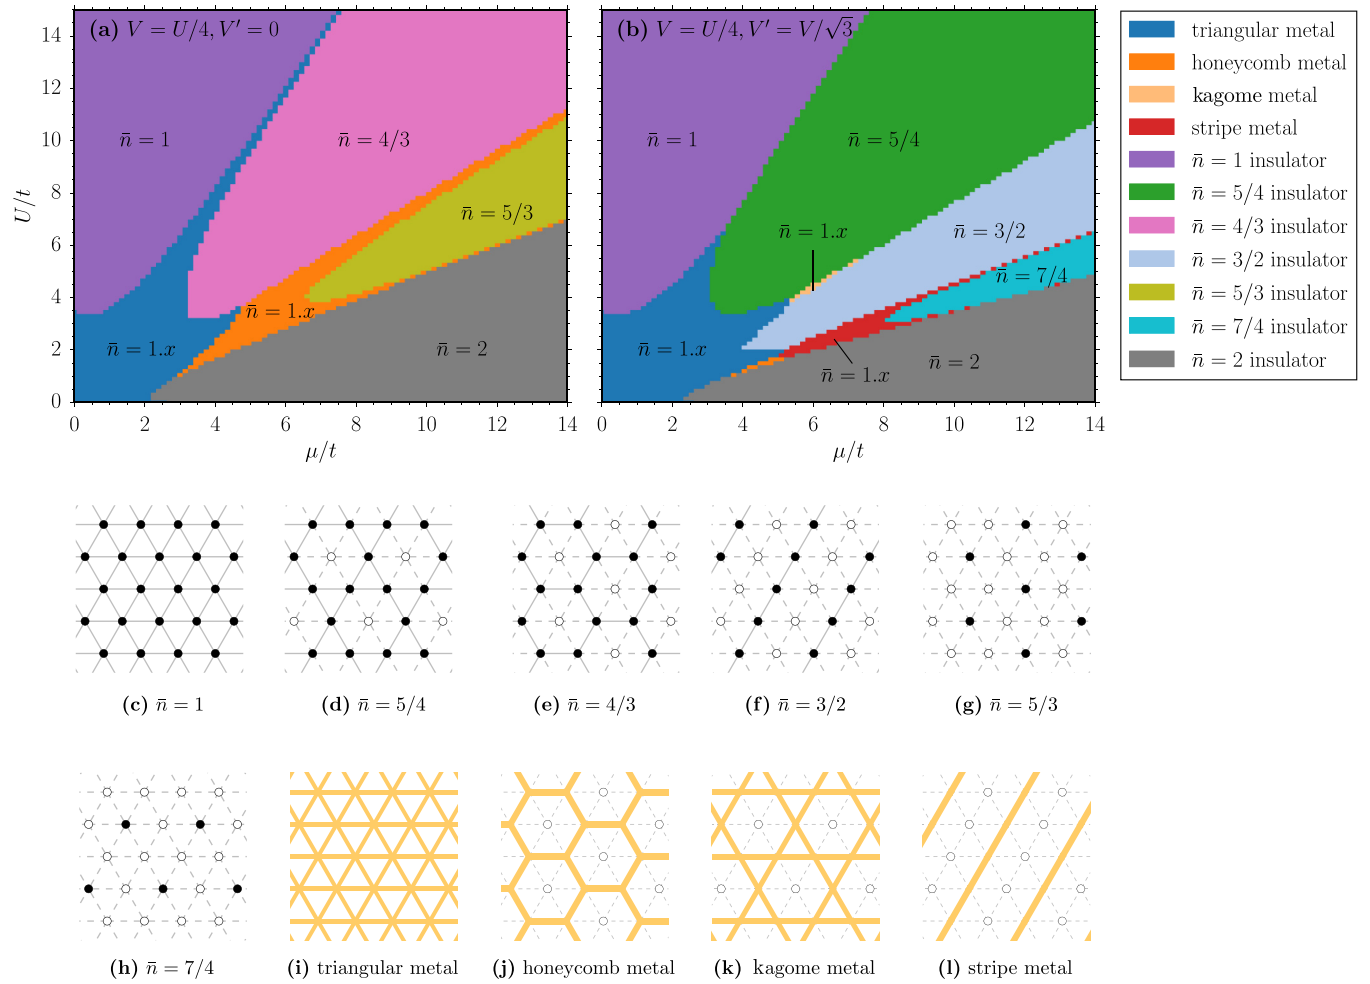 (a) V = U/4, V′ = 0
(b) V = U/4, V′ = V/√3
U/t
14
12
10
8
6
4
2
0
n̄ = 1
n̄ = 4/3
n̄ = 5/3
n̄ = 1.x
n̄ = 1.x
n̄ = 2
0 2 4 6 8 10 12 14
μ/t
n̄ = 1
n̄ = 5/4
n̄ = 1.x
n̄ = 3/2
n̄ = 7/4
n̄ = 1.x
n̄ = 1.x
n̄ = 2
0 2 4 6 8 10 12 14
μ/t
triangular metal
honeycomb metal
kagome metal
stripe metal
n̄ = 1 insulator
n̄ = 5/4 insulator
n̄ = 4/3 insulator
n̄ = 3/2 insulator
n̄ = 5/3 insulator
n̄ = 7/4 insulator
n̄ = 2 insulator
(c) n̄ = 1
(d) n̄ = 5/4
(e) n̄ = 4/3
(f) n̄ = 3/2
(g) n̄ = 5/3
(h) n̄ = 7/4
(i) triangular metal
(j) honeycomb metal
(k) kagome metal
(l) stripe metal